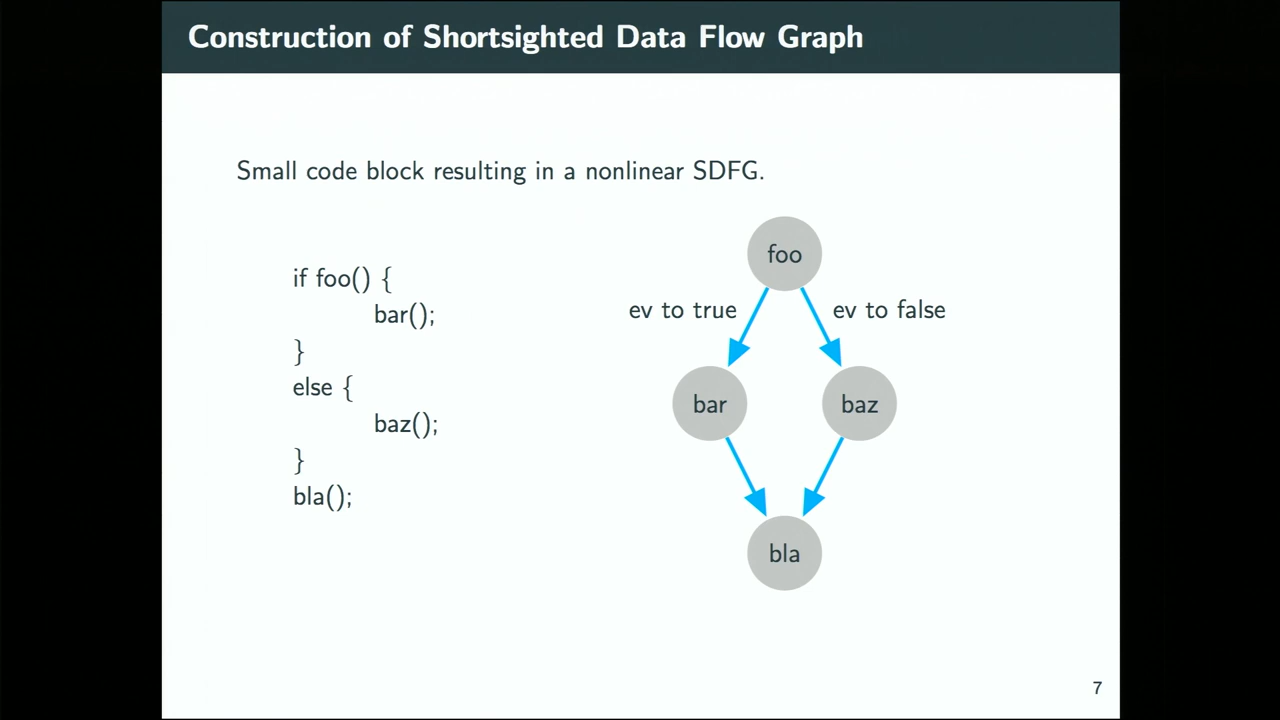 Construction of Shortsighted Data Flow Graph
Small code block resulting in a nonlinear SDFG.
if foo() {
bar();
}
else {
baz();
}
bla();
foo
ev to true
ev to false
bar
baz
bla
7